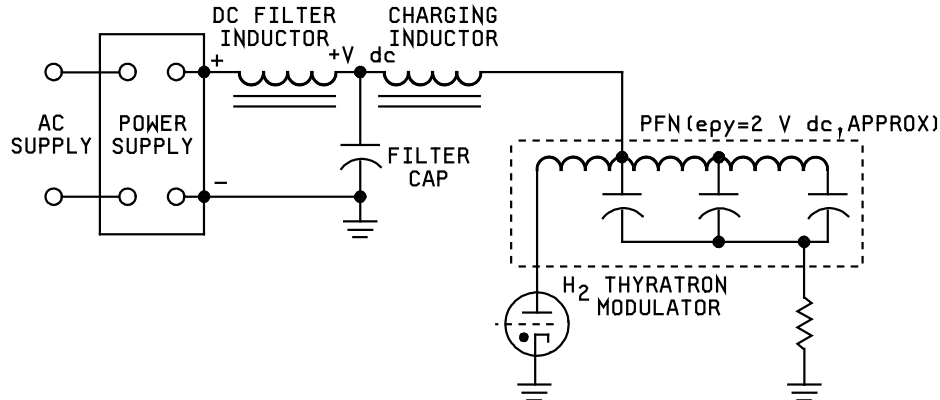 DC FILTER
INDUCTOR
CHARGING
INDUCTOR
+
+V dc
AC
SUPPLY
POWER
SUPPLY
FILTER
CAP
−
PFN(epy=2 V dc,APPROX)
H2 THYRATRON
MODULATOR